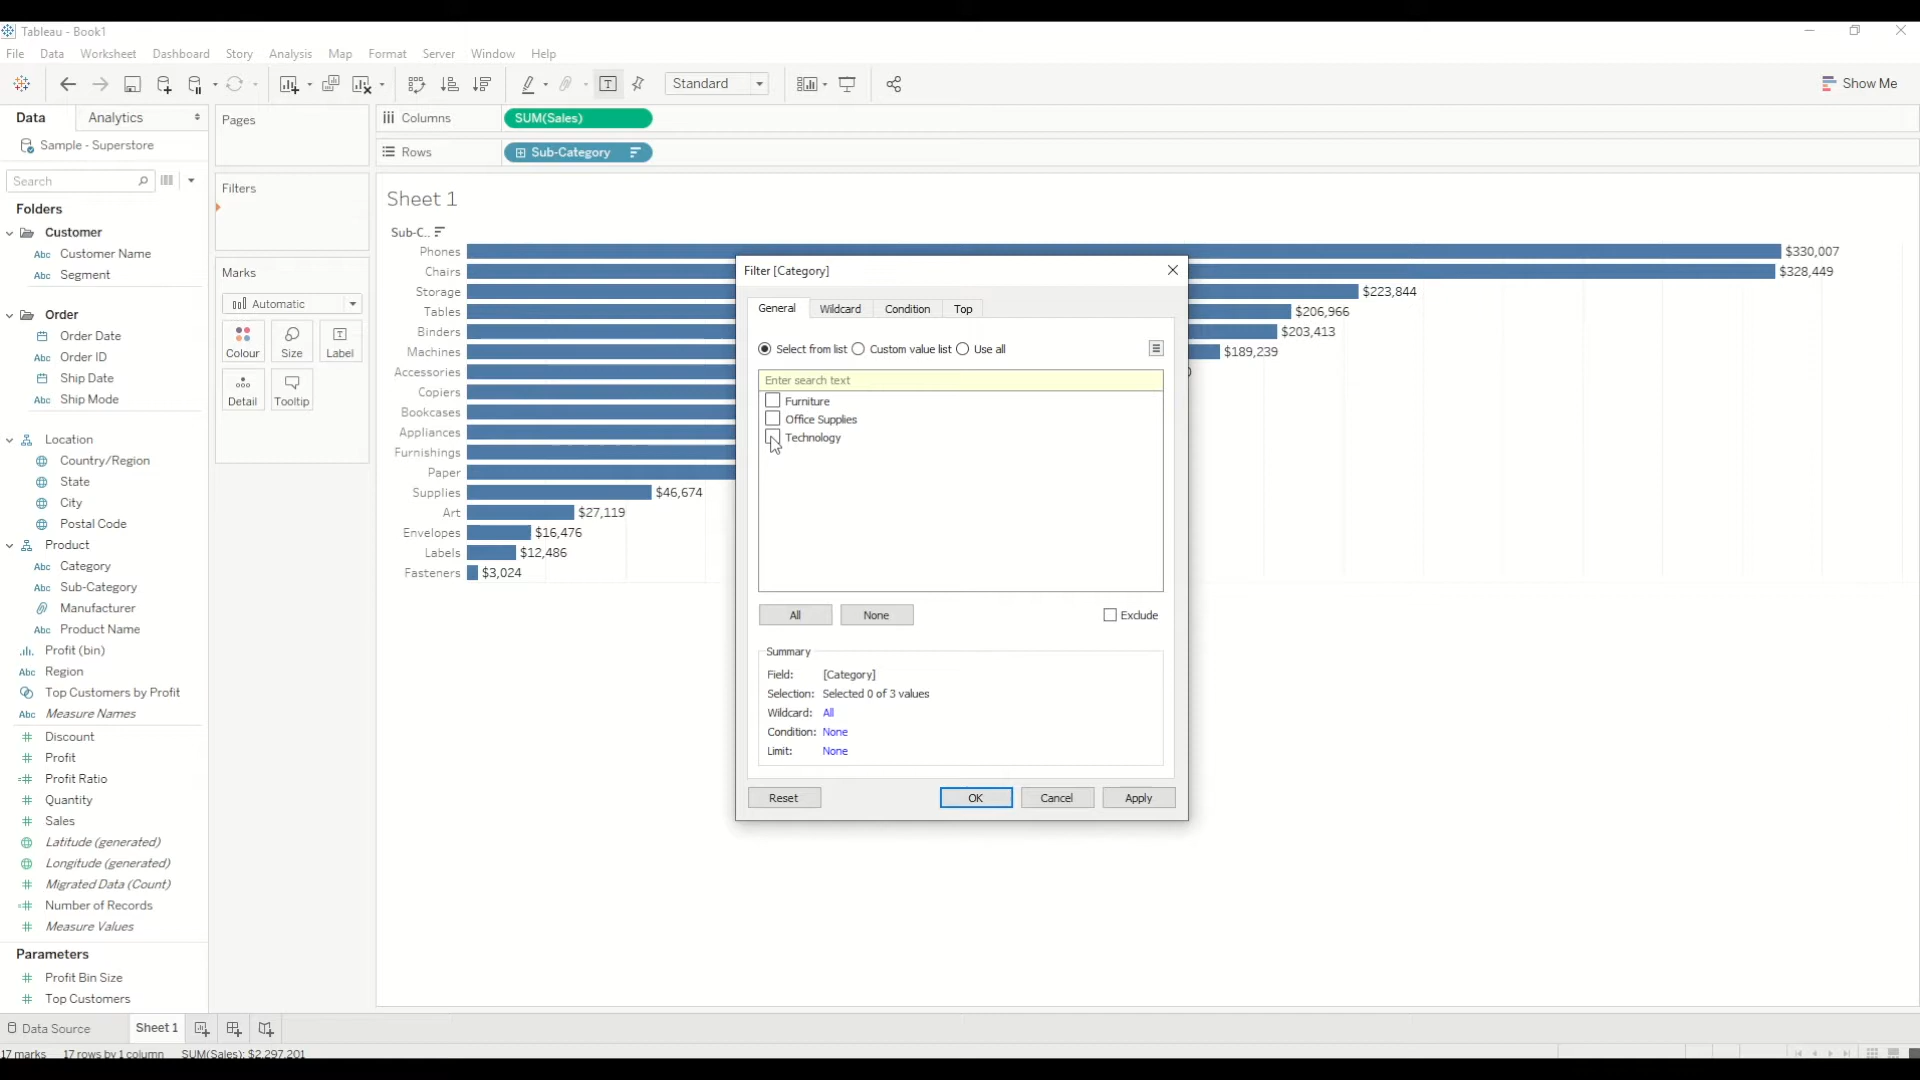 Tableau - Book1
File Data Worksheet Dashboard Story Analysis Map Format Server Window Help
Standard
Show Me
Data Analytics
Sample - Superstore
Search
Folders
Customer
Abc Customer Name
Abc Segment
Order
Order Date
Abc Order ID
Ship Date
Abc Ship Mode
Location
Country/Region
State
City
Postal Code
Product
Abc Category
Abc Sub-Category
Manufacturer
Abc Product Name
Profit (bin)
Abc Region
Top Customers by Profit
Abc Measure Names
Discount
Profit
Profit Ratio
Quantity
Sales
Latitude (generated)
Longitude (generated)
Migrated Data (Count)
Number of Records
Measure Values
Parameters
Profit Bin Size
Top Customers
Pages
Filters
Marks
Automatic
Colour Size Label
Detail Tooltip
Columns SUM(Sales)
Rows Sub-Category
Sheet 1
Sub-C..
Phones $330,007
Chairs $328,449
Storage $223,844
Tables $206,966
Binders $203,413
Machines $189,239
Accessories
Copiers
Bookcases
Appliances
Furnishings
Paper
Supplies $46,674
Art $27,119
Envelopes $16,476
Labels $12,486
Fasteners $3,024
Filter [Category]
General Wildcard Condition Top
Select from list Custom value list Use all
Enter search text
Furniture
Office Supplies
Technology
All None Exclude
Summary
Field: [Category]
Selection: Selected 0 of 3 values
Wildcard: All
Condition: None
Limit: None
Reset OK Cancel Apply
Data Source Sheet 1
17 marks 17 rows by 1 column SUM(Sales): $2,297,201